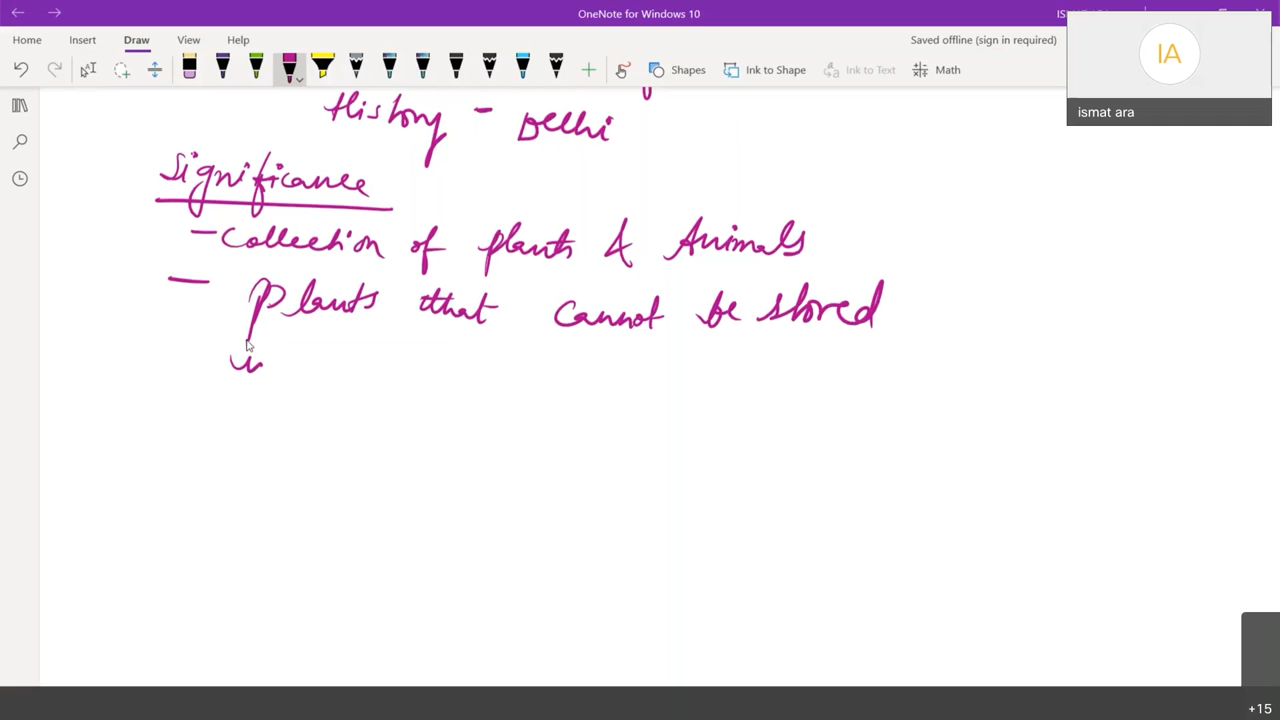 OneNote for Windows 10
Home Insert Draw View Help
Saved offline (sign in required)
IA
ismat ara
Shapes Ink to Shape Ink to Text Math
History - Delhi
Significance
- Collection of plants & Animals
- Plants that cannot be stored
+15